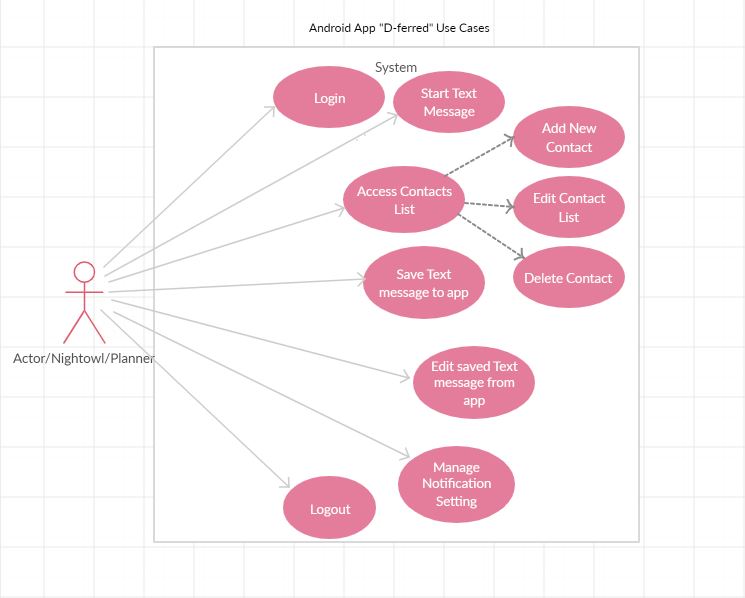 Android App "D-ferred" Use Cases
System
Login
Start Text
Message
Add New
Contact
Access Contacts
List
Edit Contact
List
Save Text
message to app
Delete Contact
Actor/Nightowl/Planner
Edit saved Text
message from
app
Manage
Notification
Setting
Logout